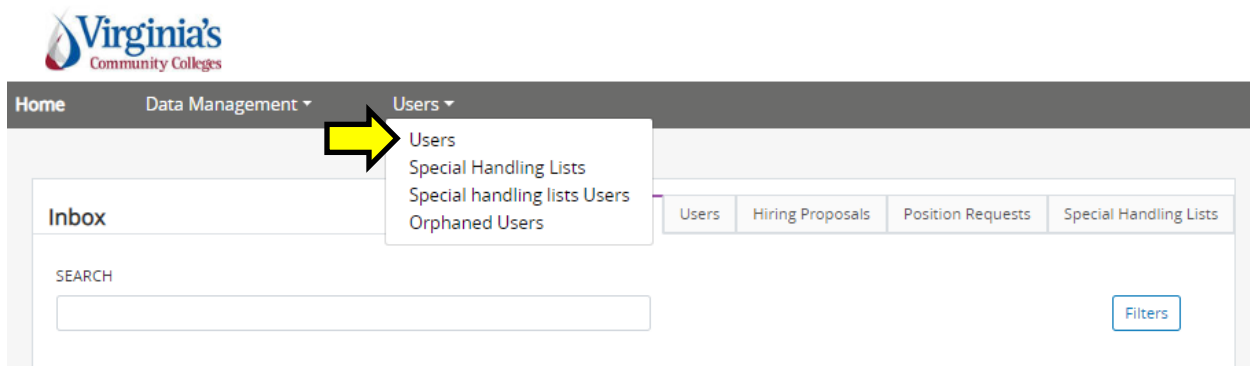 Virginia's
Community Colleges
Home Data Management Users
Users
Special Handling Lists
Special handling lists Users
Orphaned Users
Inbox
Users Hiring Proposals Position Requests Special Handling Lists
SEARCH
Filters